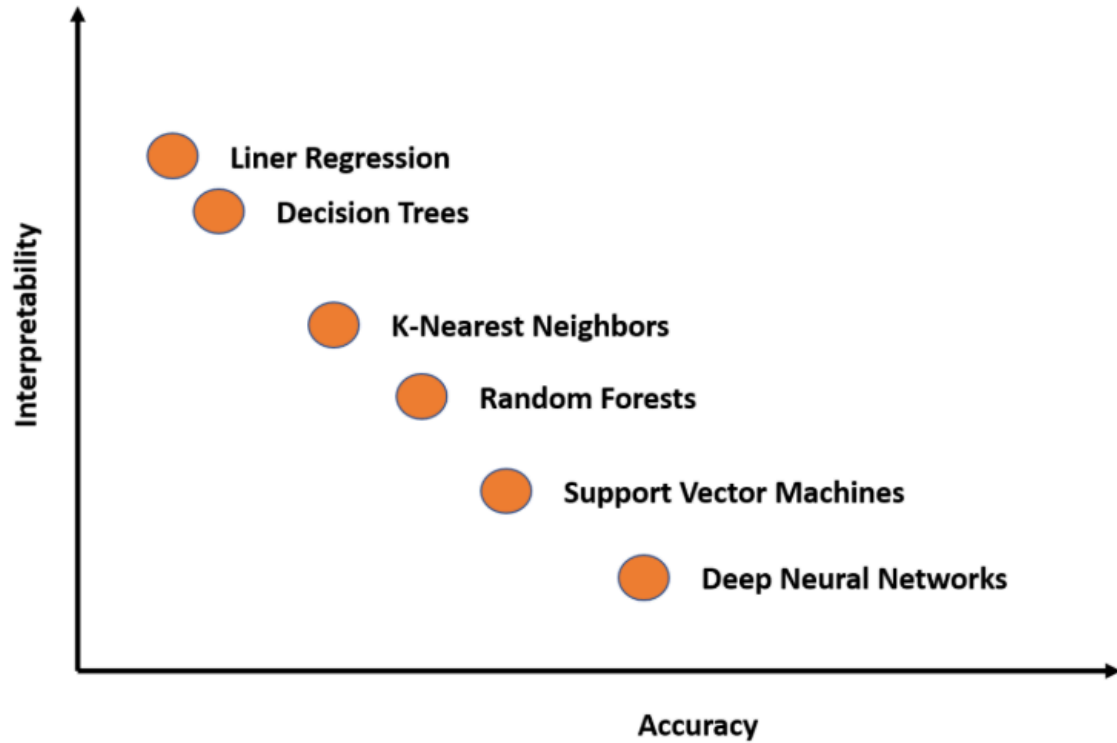 Liner Regression
Decision Trees
Interpretability
K-Nearest Neighbors
Random Forests
Support Vector Machines
Deep Neural Networks
Accuracy